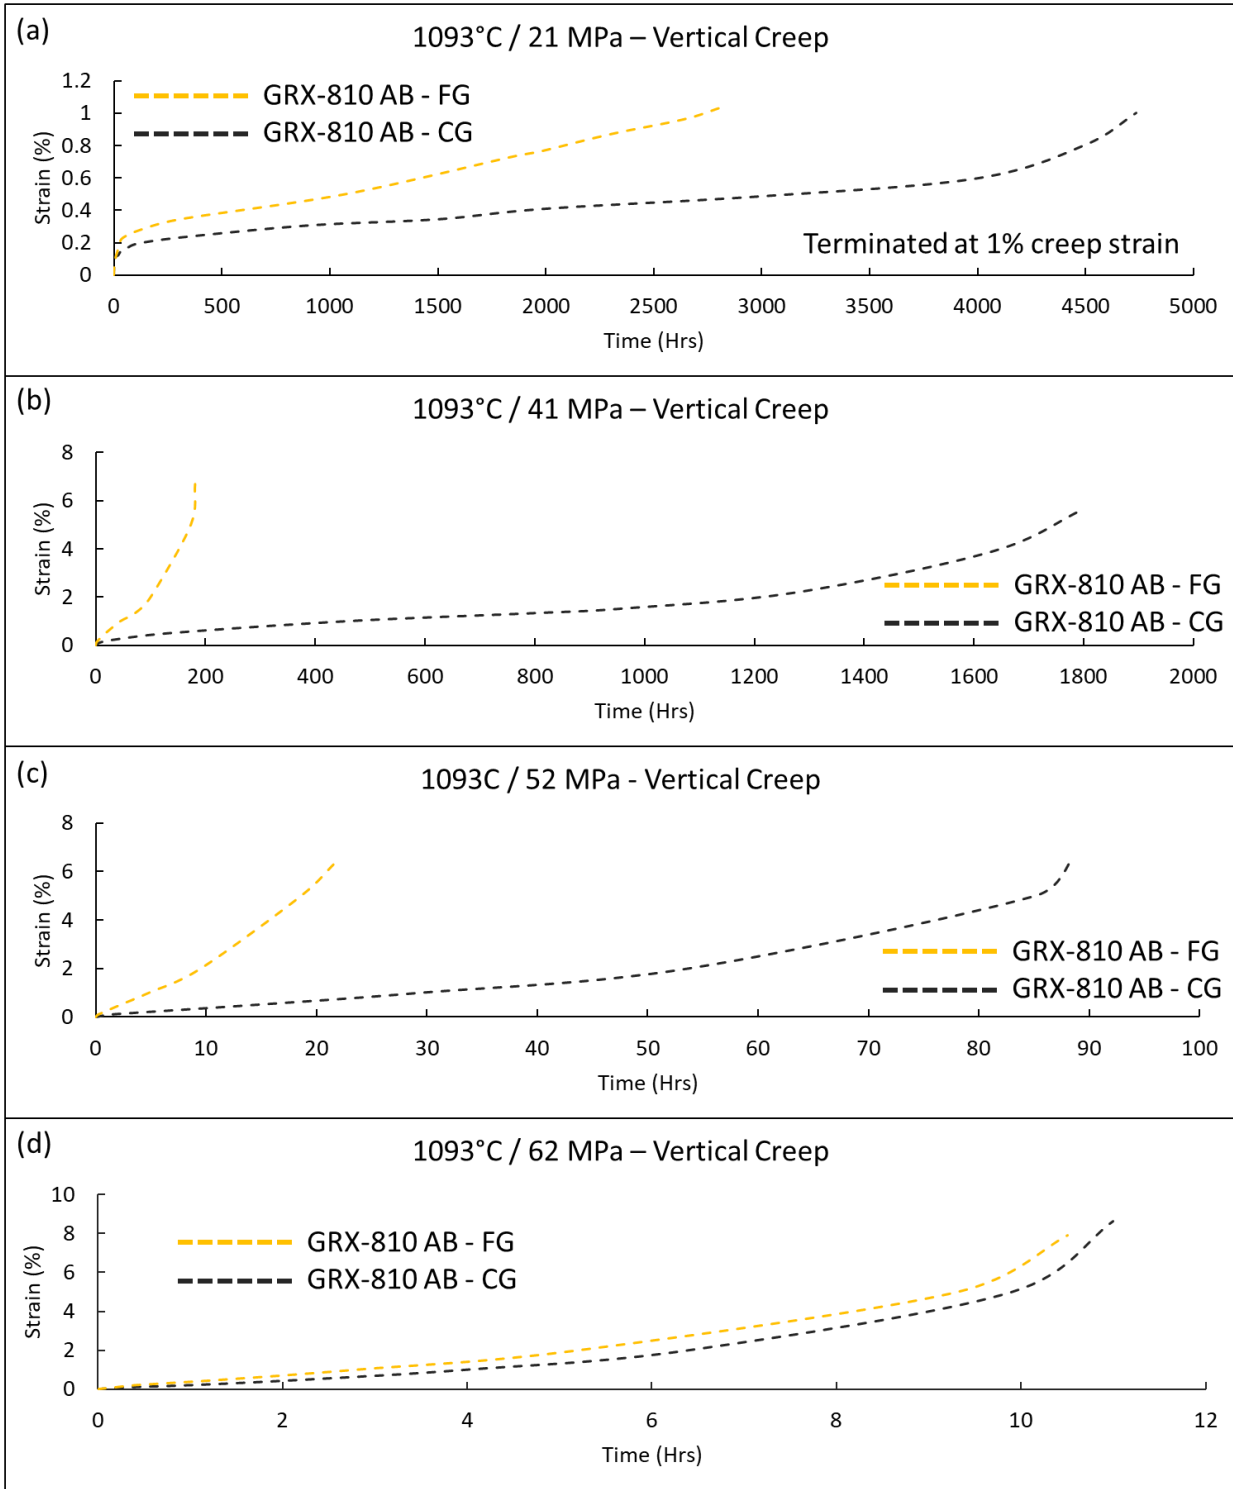 (a)
1093°C / 21 MPa – Vertical Creep
1.2
1
0.8
0.6
0.4
0.2
0
Strain (%)
GRX-810 AB - FG
GRX-810 AB - CG
Terminated at 1% creep strain
0 500 1000 1500 2000 2500 3000 3500 4000 4500 5000
Time (Hrs)
(b)
1093°C / 41 MPa – Vertical Creep
8
6
4
2
0
Strain (%)
GRX-810 AB - FG
GRX-810 AB - CG
0 200 400 600 800 1000 1200 1400 1600 1800 2000
Time (Hrs)
(c)
1093C / 52 MPa - Vertical Creep
8
6
4
2
0
Strain (%)
GRX-810 AB - FG
GRX-810 AB - CG
0 10 20 30 40 50 60 70 80 90 100
Time (Hrs)
(d)
1093°C / 62 MPa – Vertical Creep
10
8
6
4
2
0
Strain (%)
GRX-810 AB - FG
GRX-810 AB - CG
0 2 4 6 8 10 12
Time (Hrs)